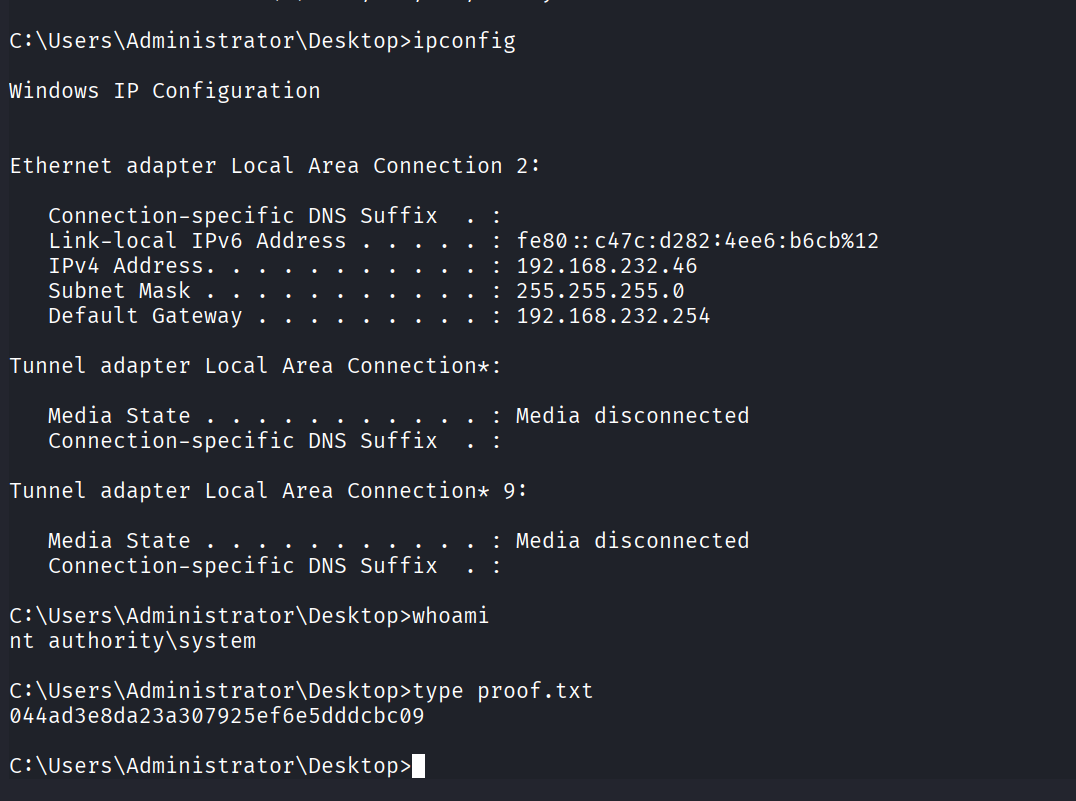 C:\Users\Administrator\Desktop>ipconfig
Windows IP Configuration
Ethernet adapter Local Area Connection 2:
Connection-specific DNS Suffix  . :
Link-local IPv6 Address . . . . . : fe80::c47c:d282:4ee6:b6cb%12
IPv4 Address. . . . . . . . . . . : 192.168.232.46
Subnet Mask . . . . . . . . . . . : 255.255.255.0
Default Gateway . . . . . . . . . : 192.168.232.254
Tunnel adapter Local Area Connection*:
Media State . . . . . . . . . . . : Media disconnected
Connection-specific DNS Suffix  . :
Tunnel adapter Local Area Connection* 9:
Media State . . . . . . . . . . . : Media disconnected
Connection-specific DNS Suffix  . :
C:\Users\Administrator\Desktop>whoami
nt authority\system
C:\Users\Administrator\Desktop>type proof.txt
044ad3e8da23a307925ef6e5dddcbc09
C:\Users\Administrator\Desktop>